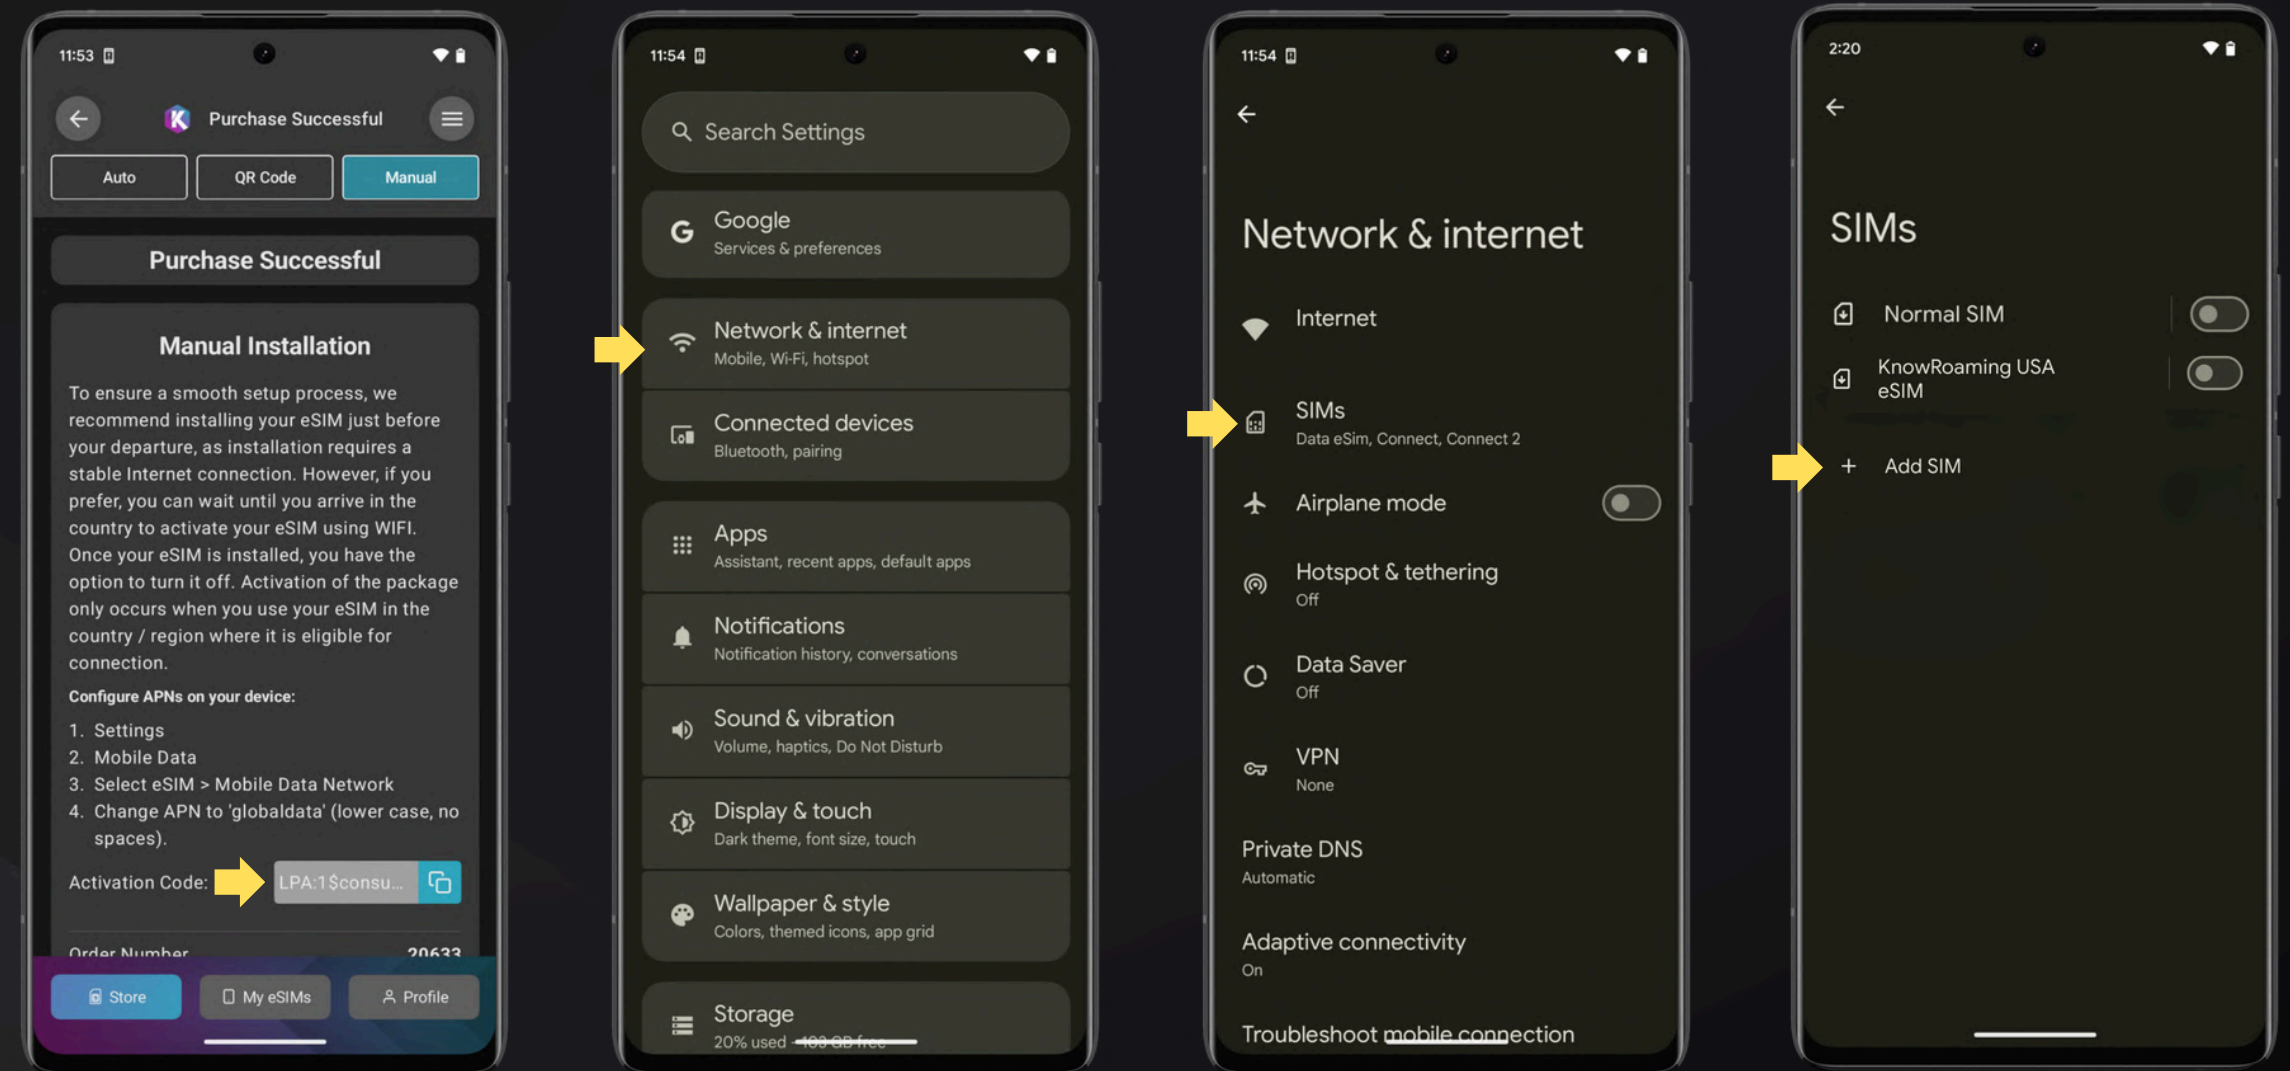 11:53
Purchase Successful
Auto
QR Code
Manual
Purchase Successful
Manual Installation
To ensure a smooth setup process, we
recommend installing your eSIM just before
your departure, as installation requires a
stable Internet connection. However, if you
prefer, you can wait until you arrive in the
country to activate your eSIM using WIFI.
Once your eSIM is installed, you have the
option to turn it off. Activation of the package
only occurs when you use your eSIM in the
country / region where it is eligible for
connection.
Configure APNs on your device:
1. Settings
2. Mobile Data
3. Select eSIM > Mobile Data Network
4. Change APN to 'globaldata' (lower case, no
spaces).
Activation Code: LPA:1$consu...
Order Number 20633
Store
My eSIMs
Profile
11:54
Search Settings
Google
Services & preferences
Network & internet
Mobile, Wi-Fi, hotspot
Connected devices
Bluetooth, pairing
Apps
Assistant, recent apps, default apps
Notifications
Notification history, conversations
Sound & vibration
Volume, haptics, Do Not Disturb
Display & touch
Dark theme, font size, touch
Wallpaper & style
Colors, themed icons, app grid
Storage
20% used - 103 GB free
11:54
Network & internet
Internet
SIMs
Data eSim, Connect, Connect 2
Airplane mode
Hotspot & tethering
Off
Data Saver
Off
VPN
None
Private DNS
Automatic
Adaptive connectivity
On
Troubleshoot mobile connection
2:20
SIMs
Normal SIM
KnowRoaming USA
eSIM
+ Add SIM